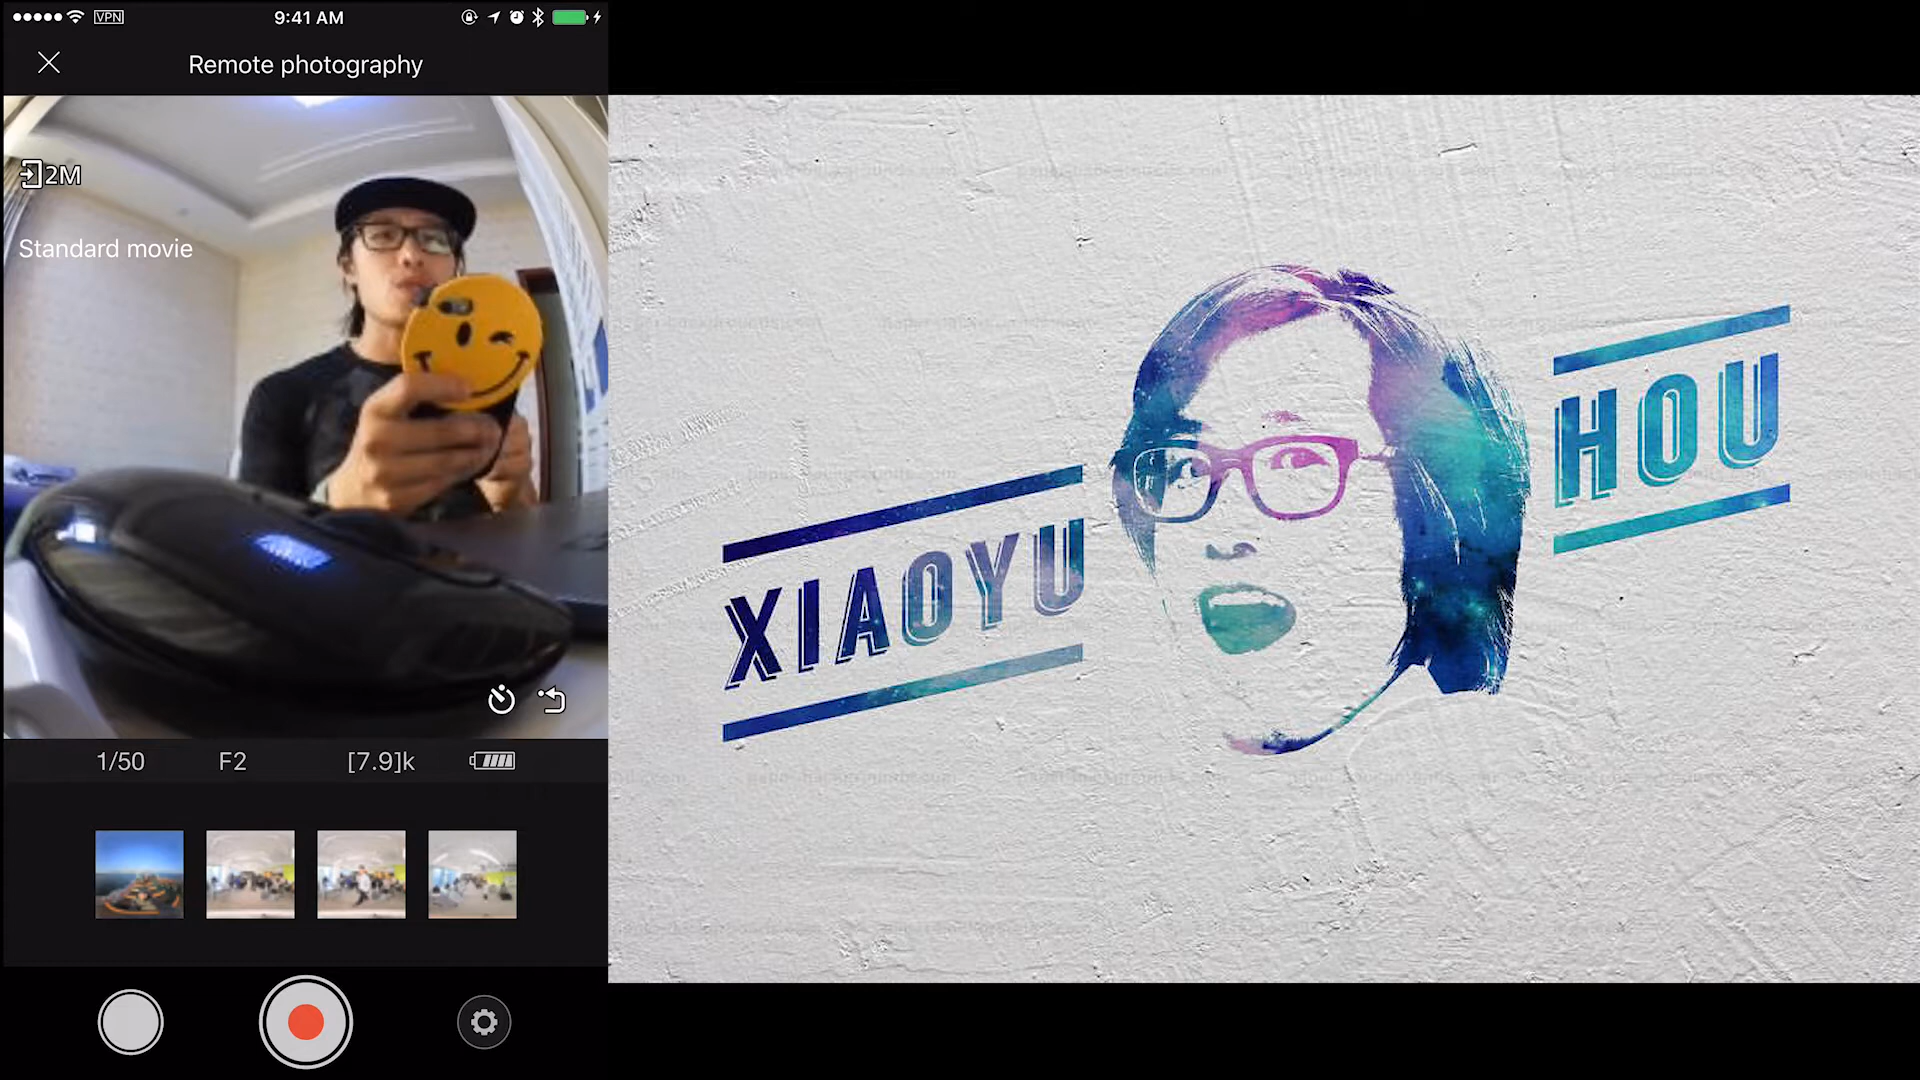 VPN
9:41 AM
Remote photography
2M
Standard movie
1/50
F2
[7.9]k
XIAOYU
HOU